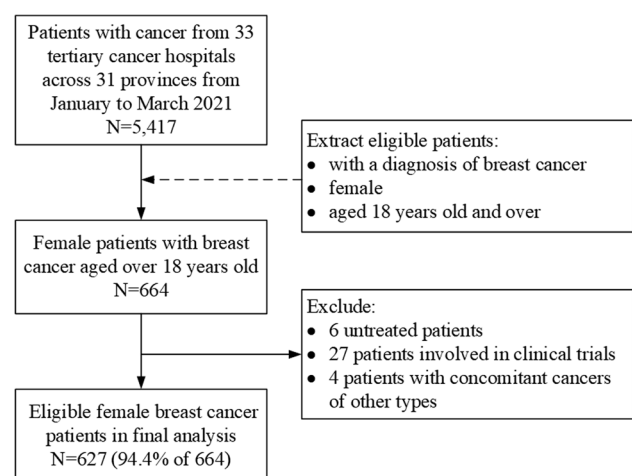 Patients with cancer from 33
tertiary cancer hospitals
across 31 provinces from
January to March 2021
N=5,417
Extract eligible patients:
● with a diagnosis of breast cancer
● female
● aged 18 years old and over
Female patients with breast
cancer aged over 18 years old
N=664
Exclude:
● 6 untreated patients
● 27 patients involved in clinical trials
● 4 patients with concomitant cancers
of other types
Eligible female breast cancer
patients in final analysis
N=627 (94.4% of 664)